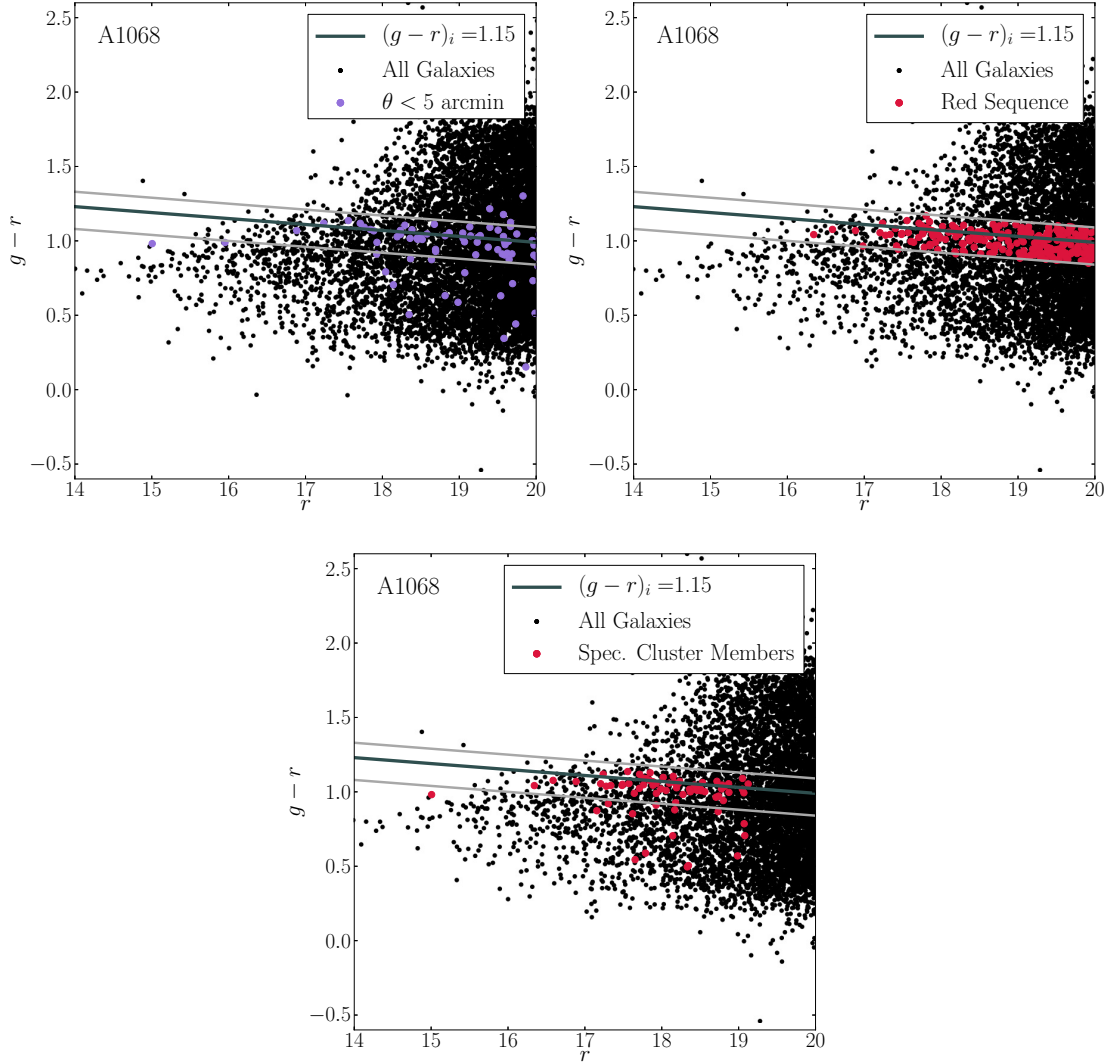 2.5
2.0
1.5
1.0
0.5
0.0
−0.5
g − r
A1068
(g − r)i =1.15
All Galaxies
θ < 5 arcmin
14 15 16 17 18 19 20
r
2.5
2.0
1.5
1.0
0.5
0.0
−0.5
g − r
A1068
(g − r)i =1.15
All Galaxies
Red Sequence
14 15 16 17 18 19 20
r
2.5
2.0
1.5
1.0
0.5
0.0
−0.5
g − r
A1068
(g − r)i =1.15
All Galaxies
Spec. Cluster Members
14 15 16 17 18 19 20
r